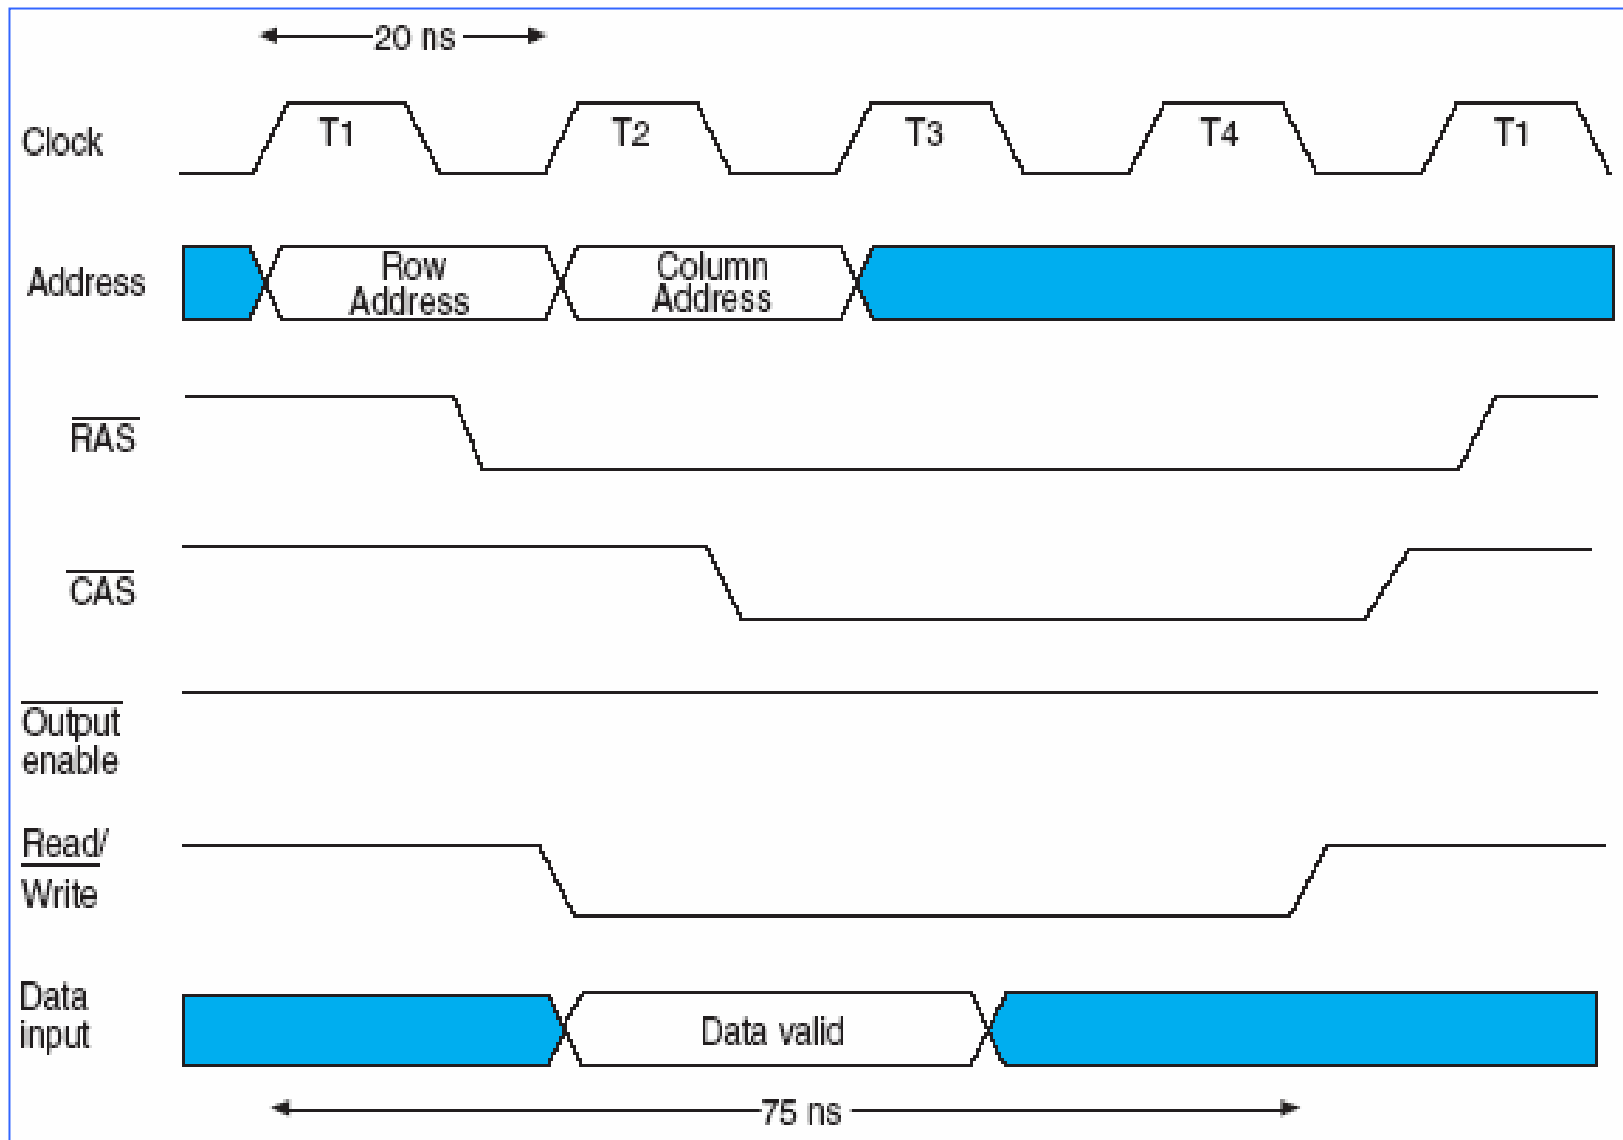 20 ns
Clock
T1
T2
T3
T4
T1
Address
Row
Address
Column
Address
RAS
CAS
Output
enable
Read/
Write
Data
input
Data valid
75 ns